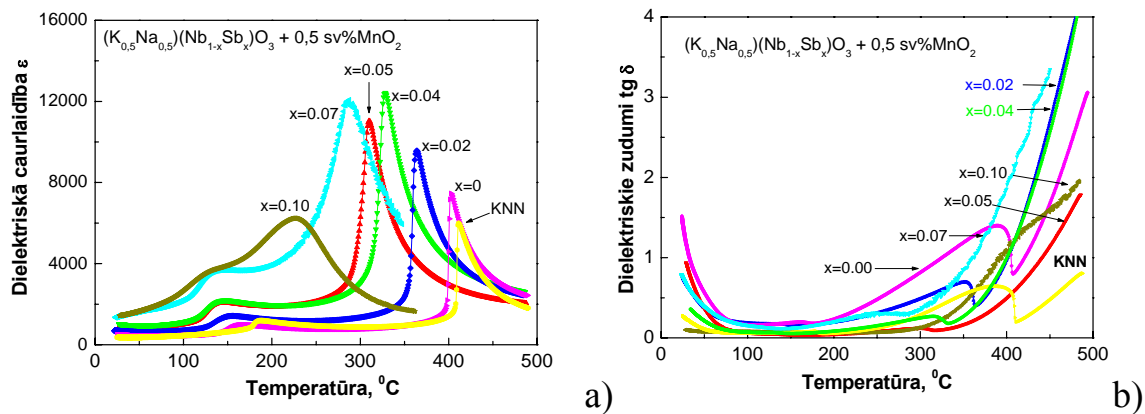 (K0,5Na0,5)(Nb1-xSbx)O3 + 0,5 sv%MnO2
x=0.05
x=0.04
x=0.07
x=0.02
x=0
KNN
x=0.10
Dielektriskā caurlaidība ε
16000
12000
8000
4000
0
0 100 200 300 400 500
Temperatūra, ⁰C
a)
(K0,5Na0,5)(Nb1-xSbx)O3 + 0,5 sv%MnO2
x=0.02
x=0.04
x=0.10
x=0.05
x=0.07
x=0.00
KNN
Dielektriskie zudumi tg δ
4
3
2
1
0
0 100 200 300 400 500
Temperatūra, ⁰C
b)